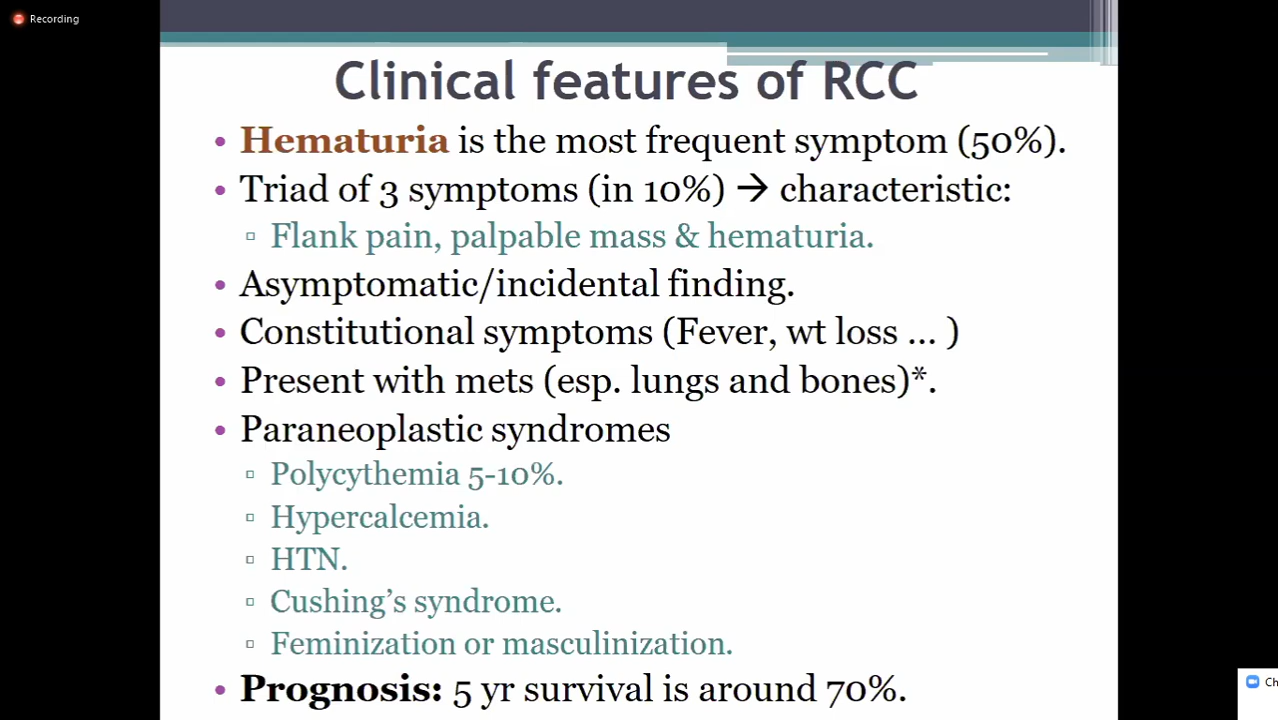 Recording
Clinical features of RCC
• Hematuria is the most frequent symptom (50%).
• Triad of 3 symptoms (in 10%) → characteristic:
▫ Flank pain, palpable mass & hematuria.
• Asymptomatic/incidental finding.
• Constitutional symptoms (Fever, wt loss ... )
• Present with mets (esp. lungs and bones)*.
• Paraneoplastic syndromes
▫ Polycythemia 5-10%.
▫ Hypercalcemia.
▫ HTN.
▫ Cushing’s syndrome.
▫ Feminization or masculinization.
• Prognosis: 5 yr survival is around 70%.
Ch